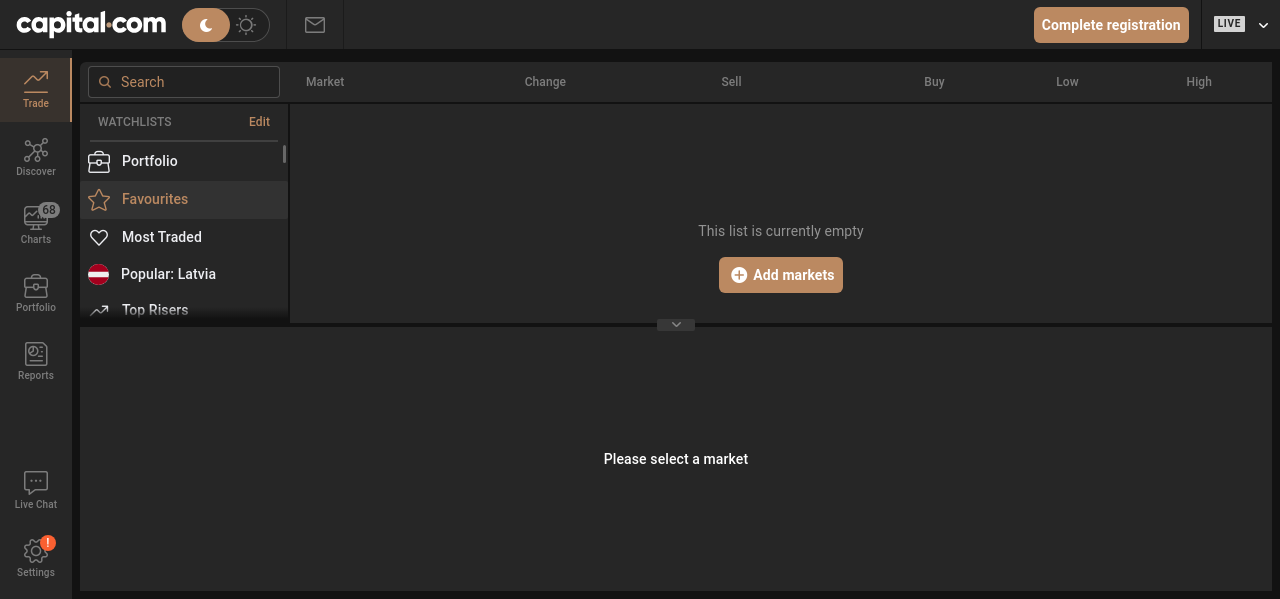 capital.com
Complete registration
LIVE
Trade
Discover
68
Charts
Portfolio
Reports
Live Chat
!
Settings
Search
WATCHLISTS
Edit
Portfolio
Favourites
Most Traded
Popular: Latvia
Top Risers
Market Change Sell Buy Low High
This list is currently empty
Add markets
Please select a market